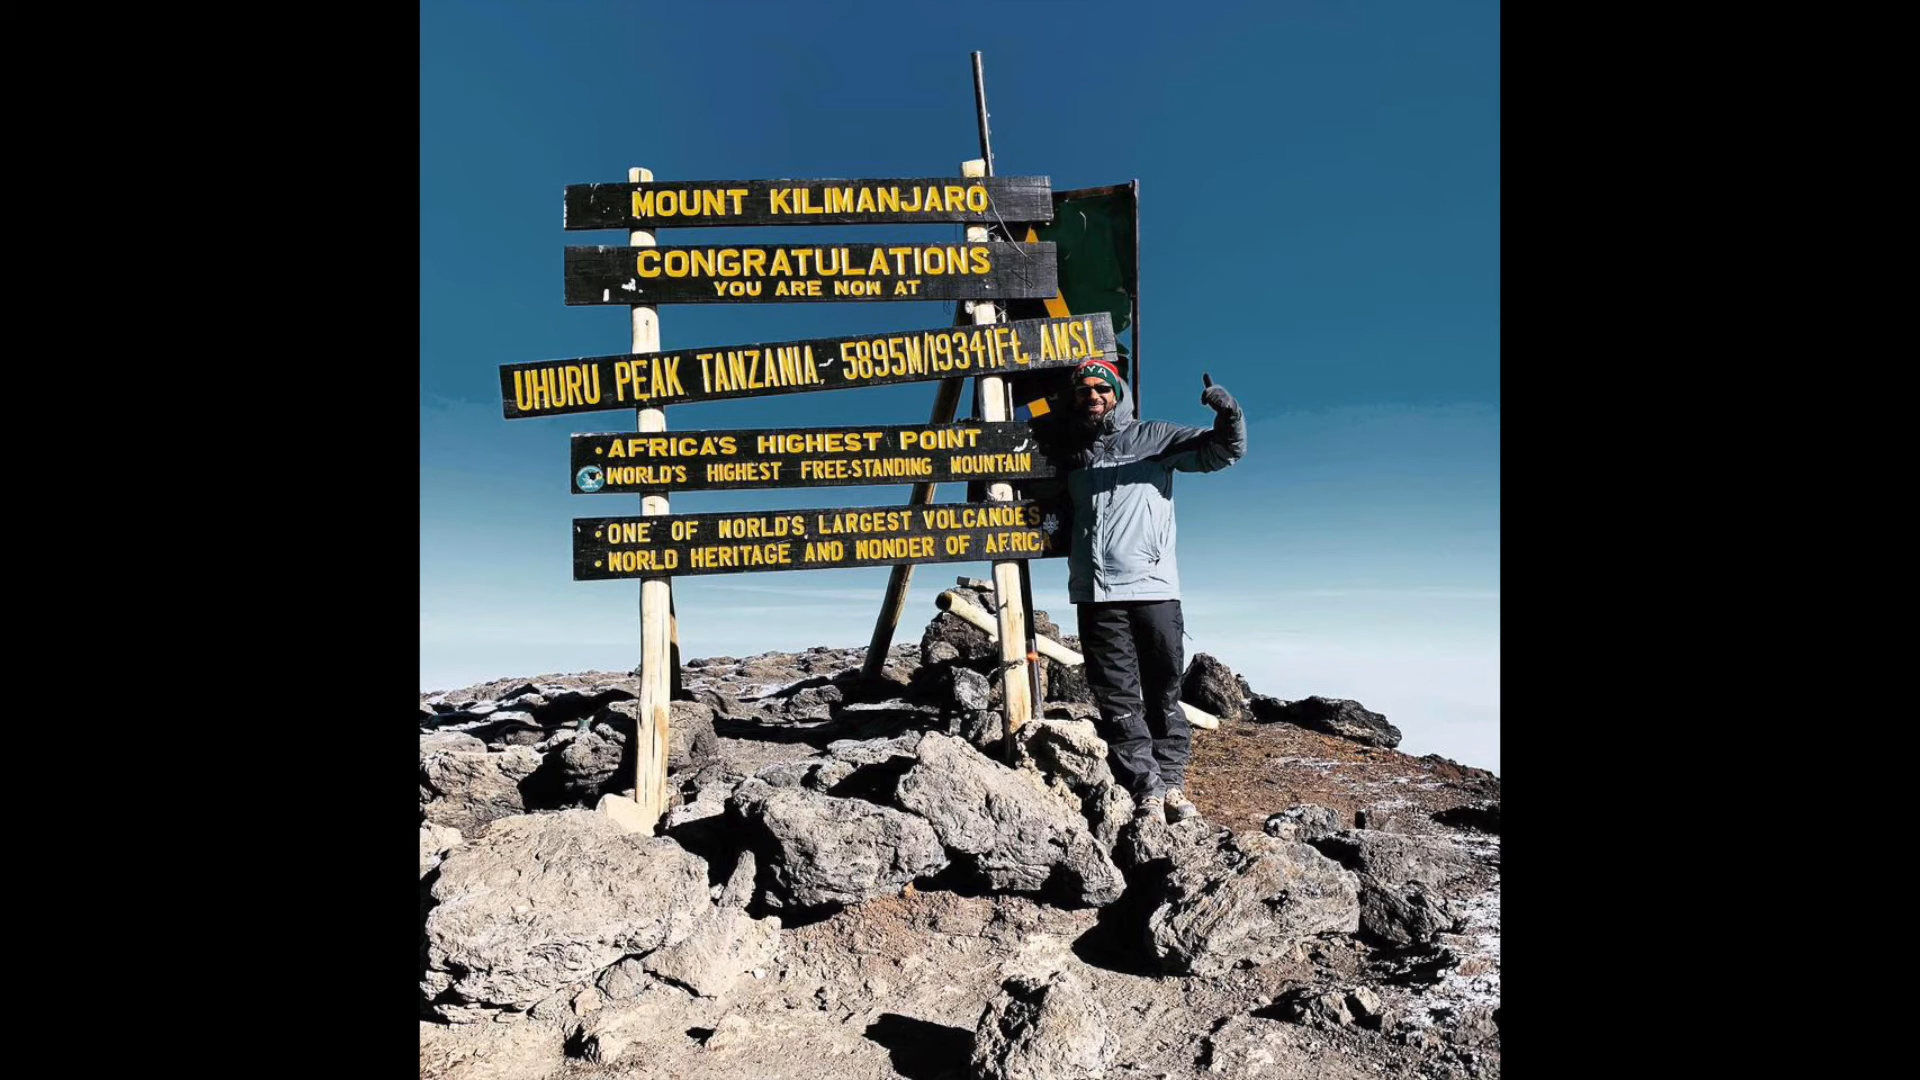 MOUNT KILIMANJARO
CONGRATULATIONS
YOU ARE NOW AT
UHURU PEAK TANZANIA, 5895M/19341Ft. AMSL
• AFRICA'S HIGHEST POINT
WORLD'S HIGHEST FREE-STANDING MOUNTAIN
• ONE OF WORLD'S LARGEST VOLCANOES
• WORLD HERITAGE AND WONDER OF AFRICA